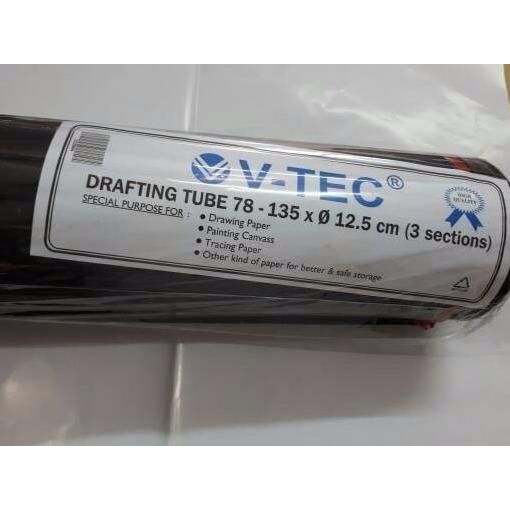 V-TEC®
HIGH QUALITY
DRAFTING TUBE 78 - 135 x Ø 12.5 cm (3 sections)
SPECIAL PURPOSE FOR :
• Drawing Paper
• Painting Canvass
• Tracing Paper
• Other kind of paper for better & safe storage